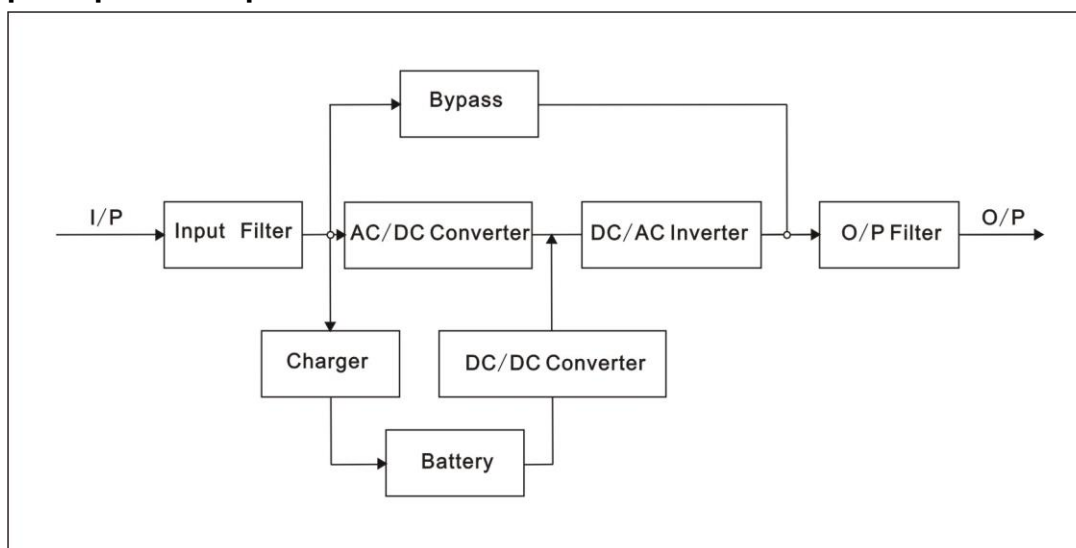 Bypass
I/P
Input Filter
AC/DC Converter
DC/AC Inverter
O/P Filter
O/P
Charger
DC/DC Converter
Battery